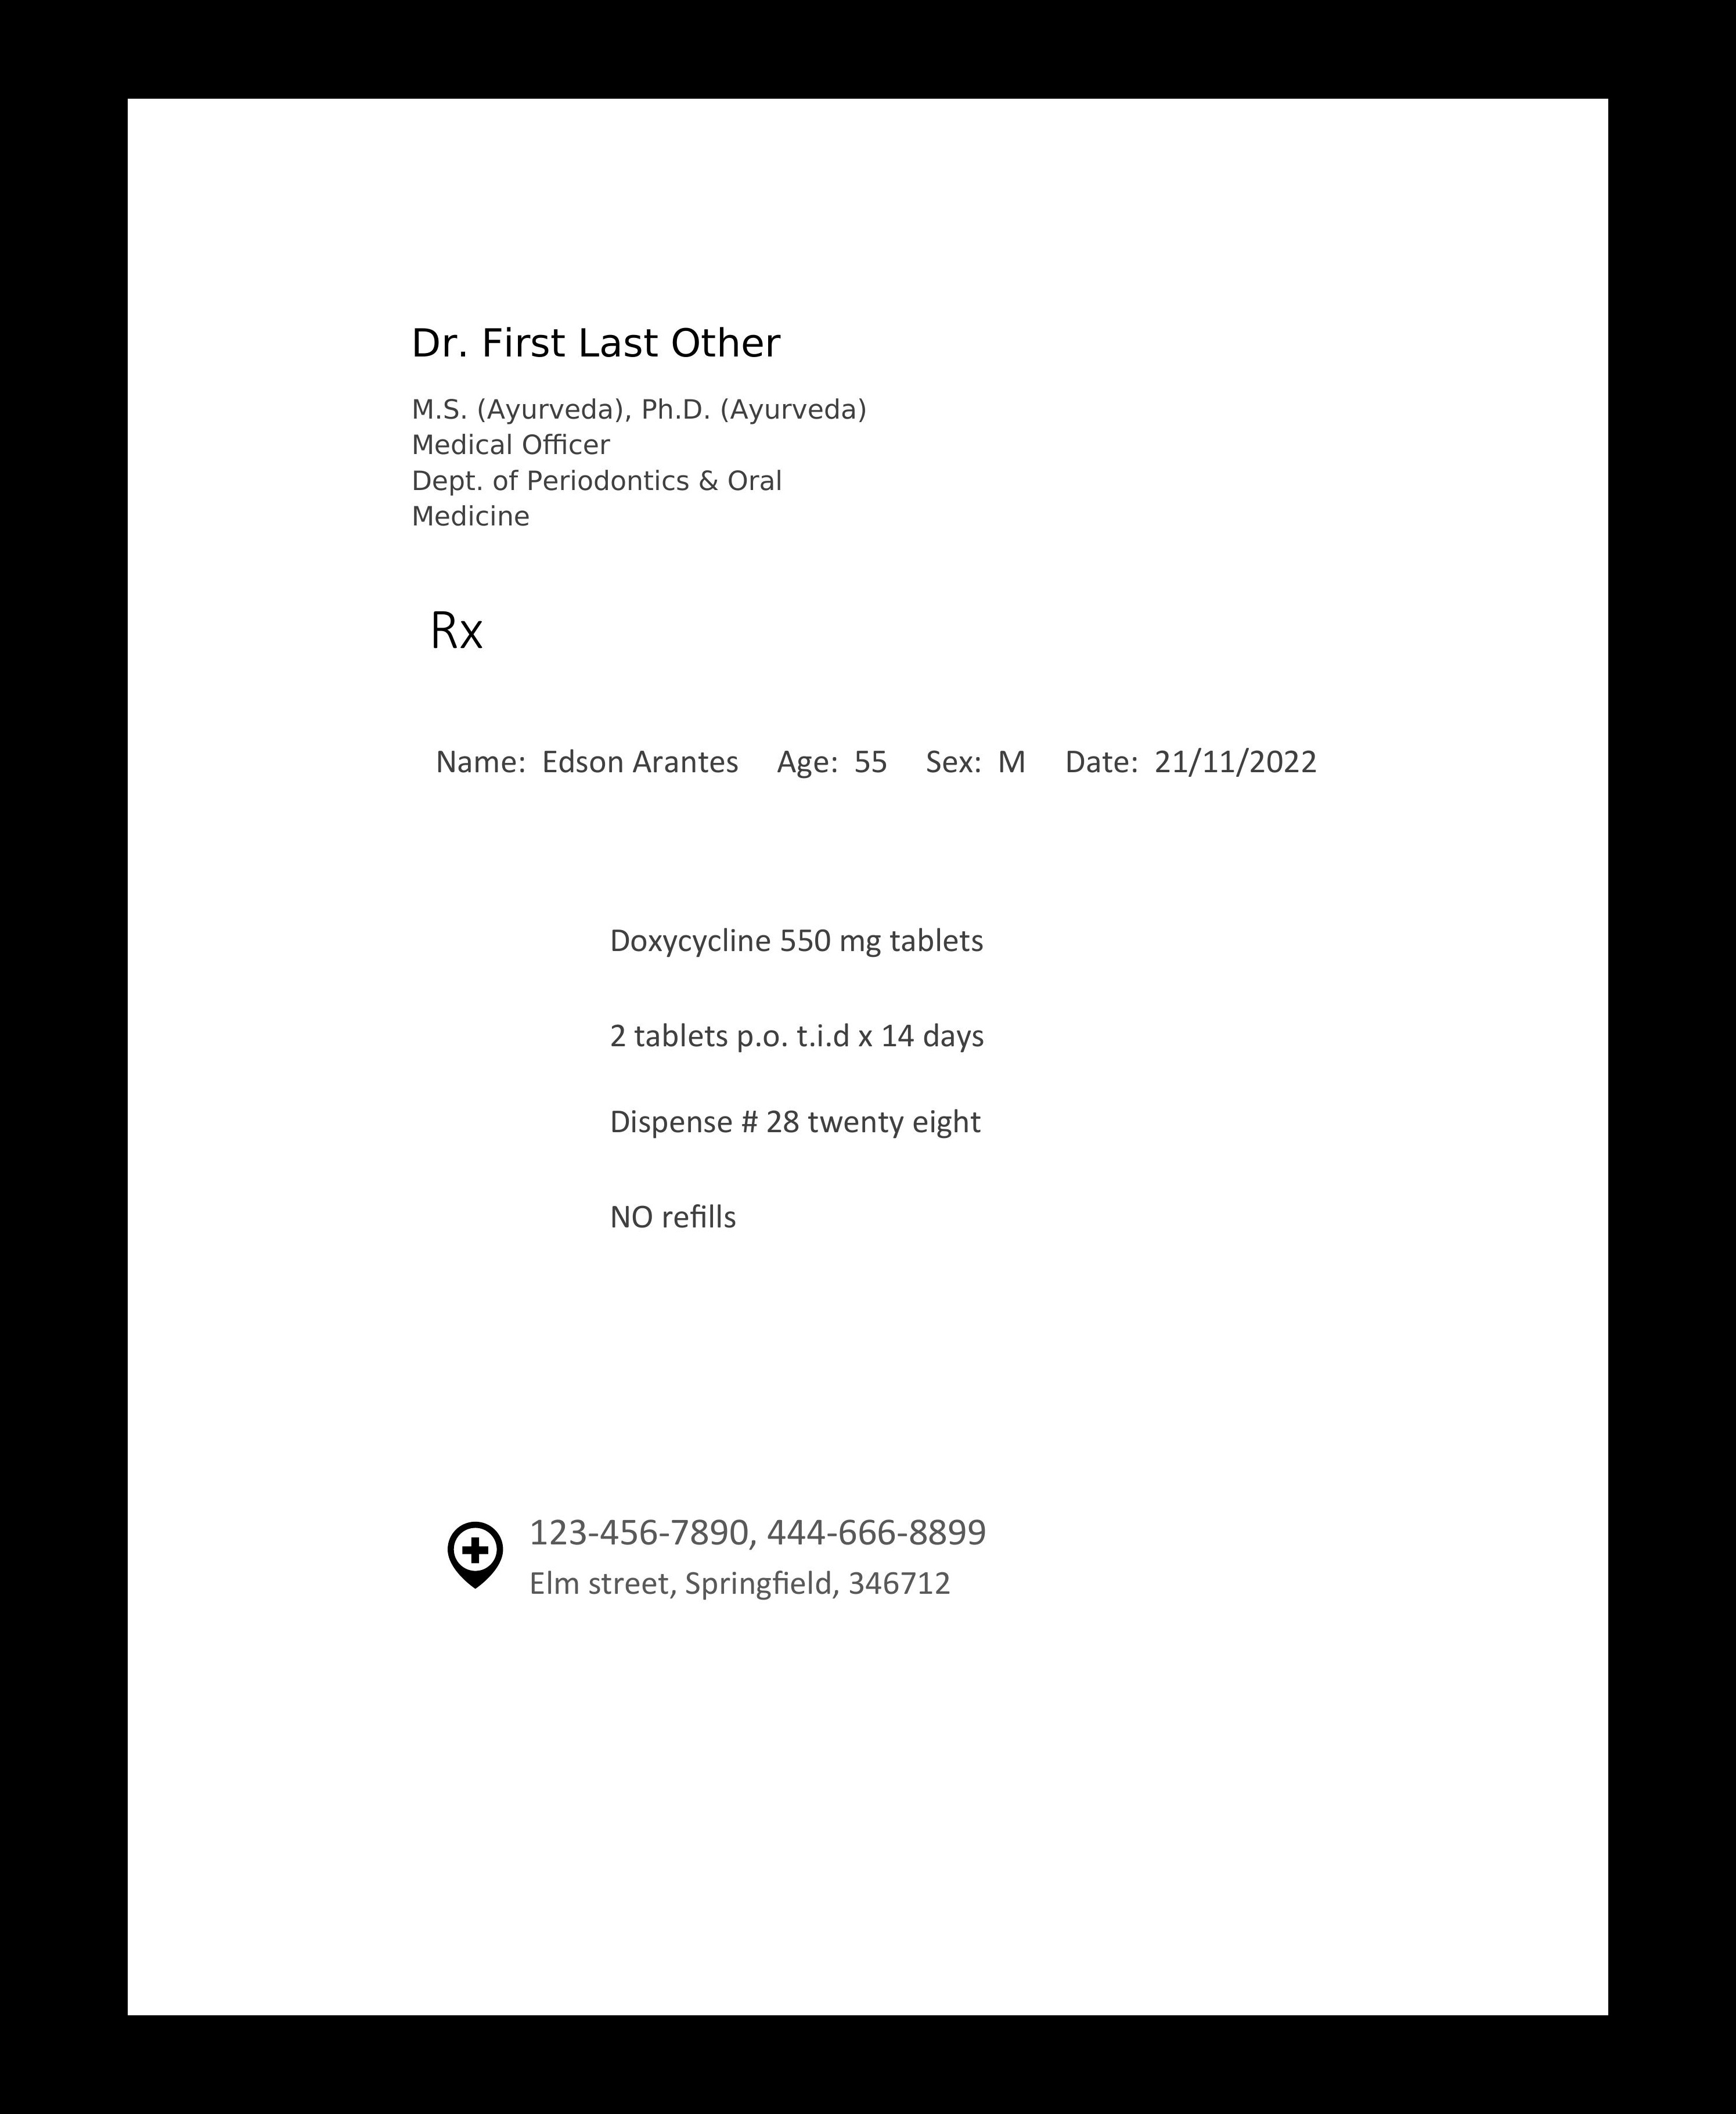 Dr. First Last Other
M.S. (Ayurveda), Ph.D. (Ayurveda)
Medical Officer
Dept. of Periodontics & Oral
Medicine
Rx
Name: Edson Arantes Age: 55 Sex: M Date: 21/11/2022
Doxycycline 550 mg tablets
2 tablets p.o. t.i.d x 14 days
Dispense # 28 twenty eight
NO refills
123-456-7890, 444-666-8899
Elm street, Springfield, 346712